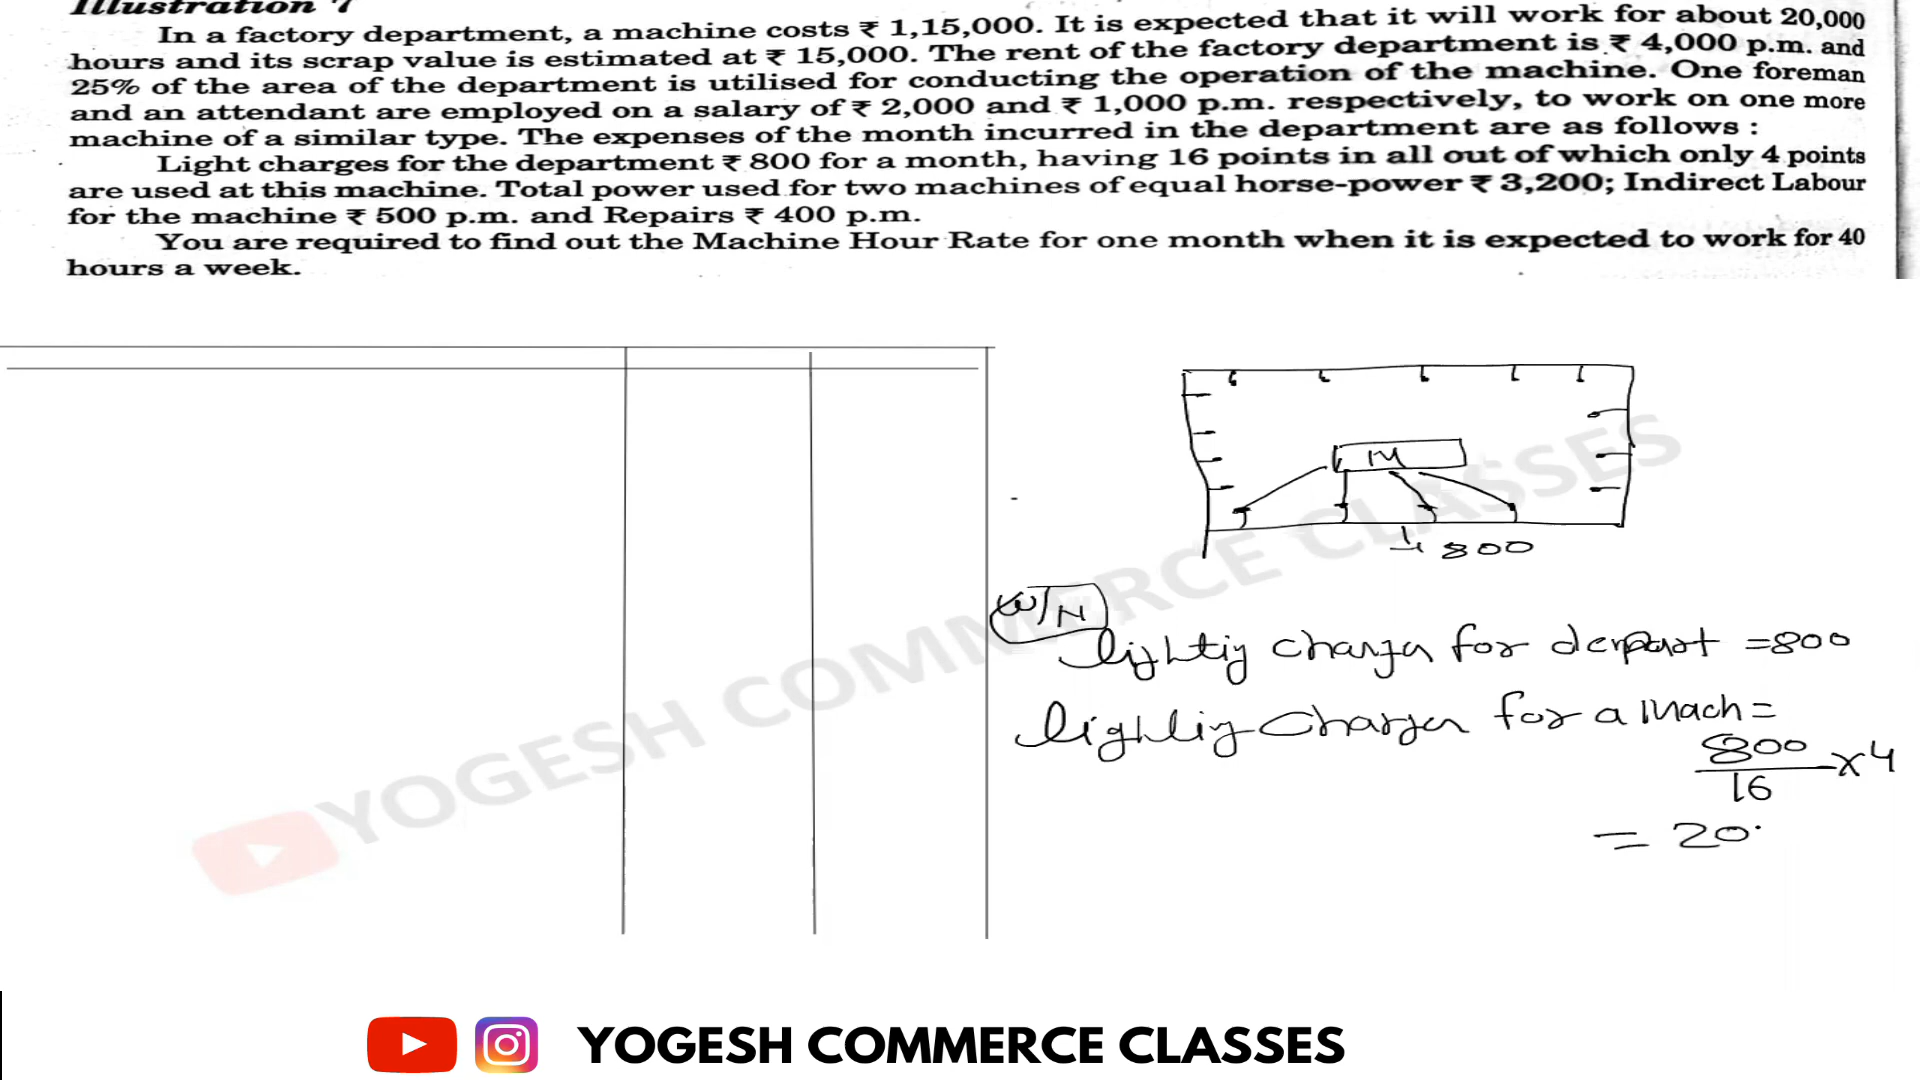 Illustration 7
In a factory department, a machine costs ₹ 1,15,000. It is expected that it will work for about 20,000
hours and its scrap value is estimated at ₹ 15,000. The rent of the factory department is ₹ 4,000 p.m. and
25% of the area of the department is utilised for conducting the operation of the machine. One foreman
and an attendant are employed on a salary of ₹ 2,000 and ₹ 1,000 p.m. respectively, to work on one more
machine of a similar type. The expenses of the month incurred in the department are as follows :
Light charges for the department ₹ 800 for a month, having 16 points in all out of which only 4 points
are used at this machine. Total power used for two machines of equal horse-power ₹ 3,200; Indirect Labour
for the machine ₹ 500 p.m. and Repairs ₹ 400 p.m.
You are required to find out the Machine Hour Rate for one month when it is expected to work for 40
hours a week.
M
800
W/N
for =800
for a Mach=
800
16
x4
= 20
YOGESH COMMERCE CLASSES
YOGESH COMMERCE CLASSES